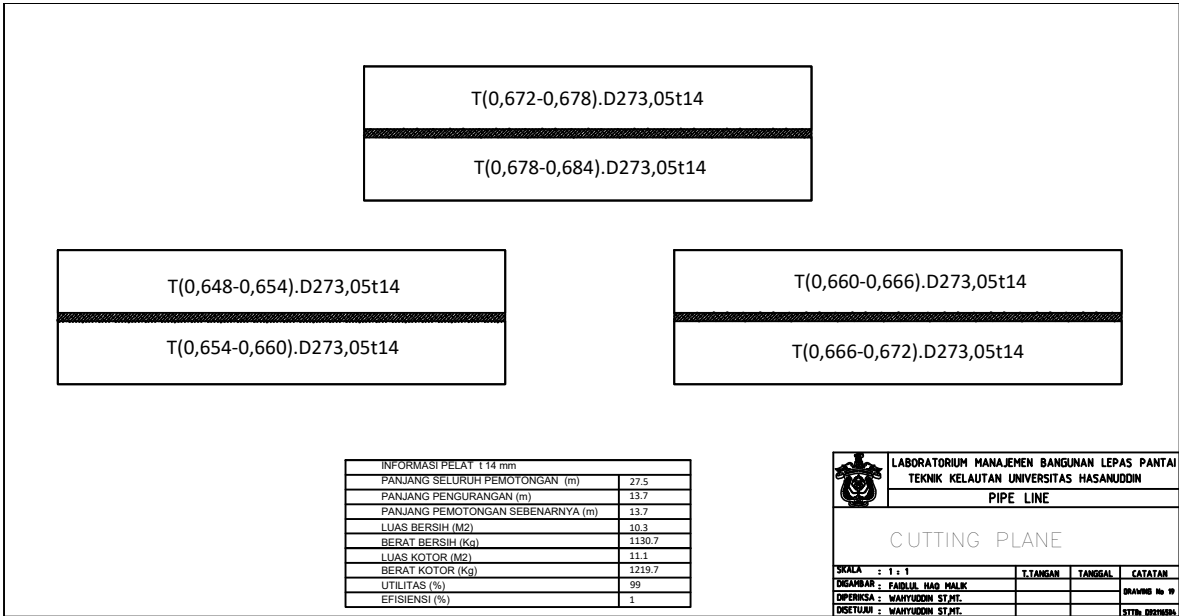 T(0,672-0,678).D273,05t14
T(0,678-0,684).D273,05t14
T(0,648-0,654).D273,05t14
T(0,654-0,660).D273,05t14
T(0,660-0,666).D273,05t14
T(0,666-0,672).D273,05t14
INFORMASI PELAT t 14 mm
PANJANG SELURUH PEMOTONGAN (m) 27.5
PANJANG PENGURANGAN (m) 13.7
PANJANG PEMOTONGAN SEBENARNYA (m) 13.7
LUAS BERSIH (M2) 10.3
BERAT BERSIH (Kg) 1130.7
LUAS KOTOR (M2) 11.1
BERAT KOTOR (Kg) 1219.7
UTILITAS (%) 99
EFISIENSI (%) 1
LABORATORIUM MANAJEMEN BANGUNAN LEPAS PANTAI
TEKNIK KELAUTAN UNIVERSITAS HASANUDDIN
PIPE LINE
CUTTING PLANE
SKALA : 1 : 1 T.TANGAN TANGGAL CATATAN
DIGAMBAR : FAIDLUL HAQ MALIK
DRAWING No 19
DIPERIKSA : WAHYUDDIN ST,MT.
DISETUJUI : WAHYUDDIN ST,MT.